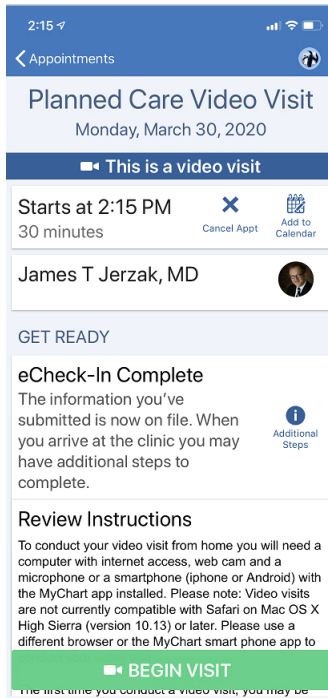 2:15
Appointments
Planned Care Video Visit
Monday, March 30, 2020
This is a video visit
Starts at 2:15 PM
30 minutes
Cancel Appt
Add to
Calendar
James T Jerzak, MD
GET READY
eCheck-In Complete
The information you’ve
submitted is now on file. When
you arrive at the clinic you may
have additional steps to
complete.
Additional
Steps
Review Instructions
To conduct your video visit from home you will need a
computer with internet access, web cam and a
microphone or a smartphone (iphone or Android) with
the MyChart app installed. Please note: Video visits
are not currently compatible with Safari on Mac OS X
High Sierra (version 10.13) or later. Please use a
different browser or the MyChart smart phone app to
BEGIN VISIT
The first time you conduct a video visit, you may be